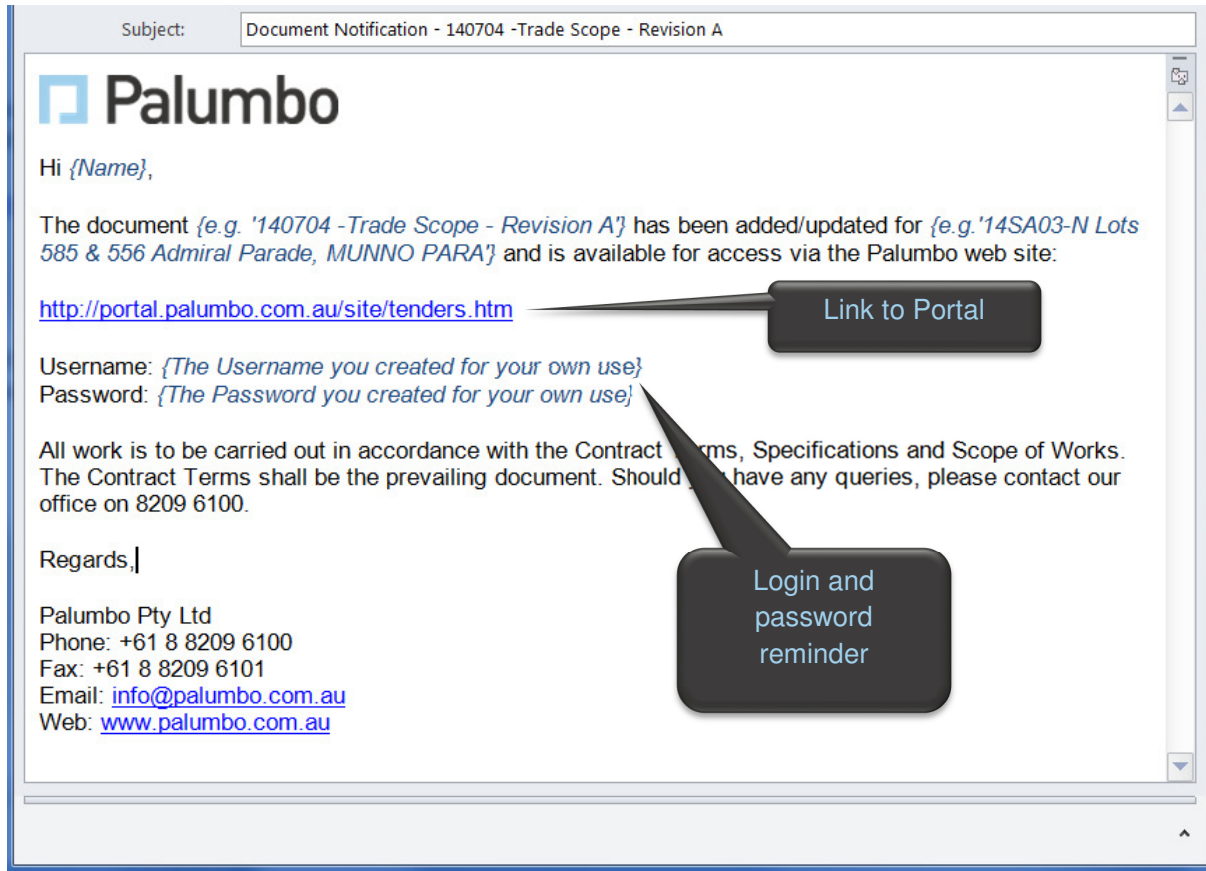 Subject: Document Notification - 140704 -Trade Scope - Revision A
Palumbo
Hi {Name},
The document {e.g. '140704 -Trade Scope - Revision A'} has been added/updated for {e.g.'14SA03-N Lots
585 & 556 Admiral Parade, MUNNO PARA'} and is available for access via the Palumbo web site:
http://portal.palumbo.com.au/site/tenders.htm
Link to Portal
Username: {The Username you created for your own use}
Password: {The Password you created for your own use}
All work is to be carried out in accordance with the Contract Terms, Specifications and Scope of Works.
The Contract Terms shall be the prevailing document. Should you have any queries, please contact our
office on 8209 6100.
Regards,
Login and
password
reminder
Palumbo Pty Ltd
Phone: +61 8 8209 6100
Fax: +61 8 8209 6101
Email: info@palumbo.com.au
Web: www.palumbo.com.au